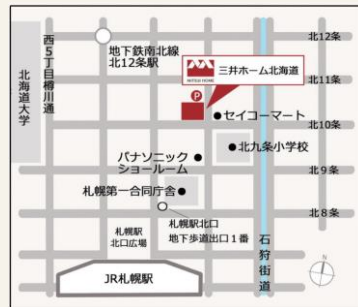 北12条
西5丁目樽川通
地下鉄南北線
北12条駅
MITSUI HOME
三井ホーム北海道
北海道大学
北11条
P
セイコーマート
北10条
北九条小学校
パナソニック
ショールーム
北9条
札幌第一合同庁舎
北8条
札幌駅
北口広場
札幌駅北口
地下歩道出口1番
石狩街道
N
JR札幌駅